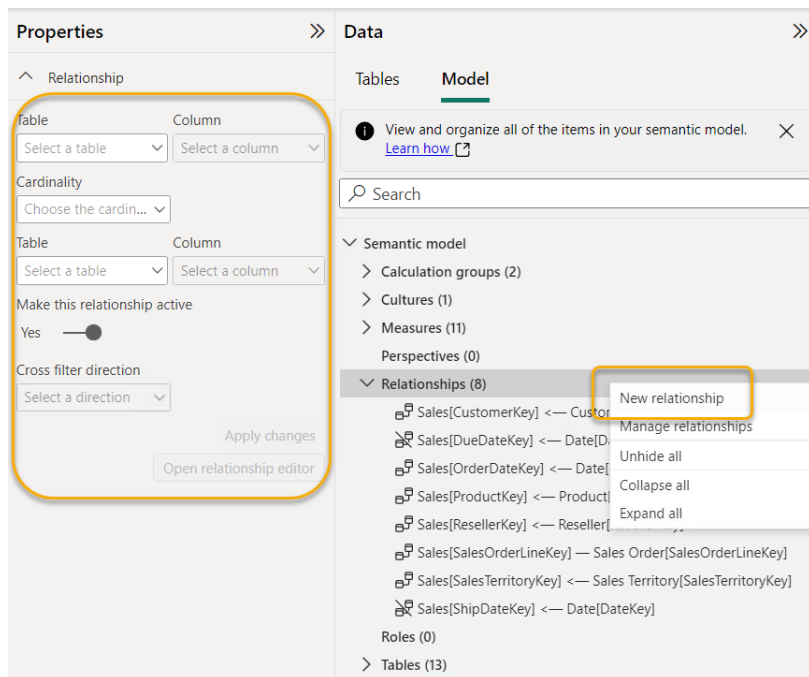 Properties
Relationship
Table
Column
Select a table
Select a column
Cardinality
Choose the cardin...
Table
Column
Select a table
Select a column
Make this relationship active
Yes
Cross filter direction
Select a direction
Apply changes
Open relationship editor
Data
Tables
Model
View and organize all of the items in your semantic model.
Learn how
Search
Semantic model
Calculation groups (2)
Cultures (1)
Measures (11)
Perspectives (0)
Relationships (8)
Sales[CustomerKey] <— Custo
Sales[DueDateKey] <— Date[D
Sales[OrderDateKey] <— Date[
Sales[ProductKey] <— Product[
Sales[ResellerKey] <— Reseller[
Sales[SalesOrderLineKey] — Sales Order[SalesOrderLineKey]
Sales[SalesTerritoryKey] <— Sales Territory[SalesTerritoryKey]
Sales[ShipDateKey] <— Date[DateKey]
Roles (0)
Tables (13)
New relationship
Manage relationships
Unhide all
Collapse all
Expand all